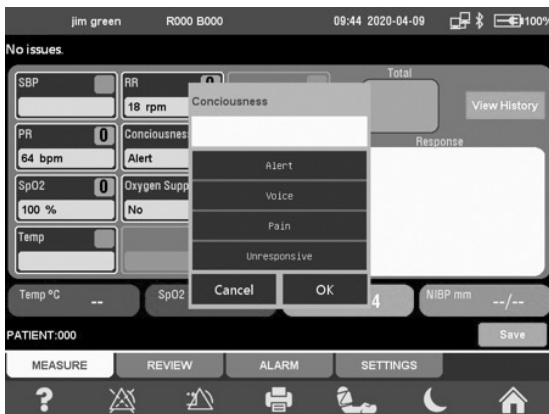 jim green R000 B000 09:44 2020-04-09 100%
No issues.
SBP
RR
18 rpm
Total
View History
PR 0
64 bpm
Conciousnes
Alert
Response
SpO2 0
100 %
Oxygen Supp
No
Temp
Conciousness
Alert
Voice
Pain
Unresponsive
Cancel OK
Temp °C --
SpO2
4
NIBP mm --/--
PATIENT:000 Save
MEASURE REVIEW ALARM SETTINGS
?